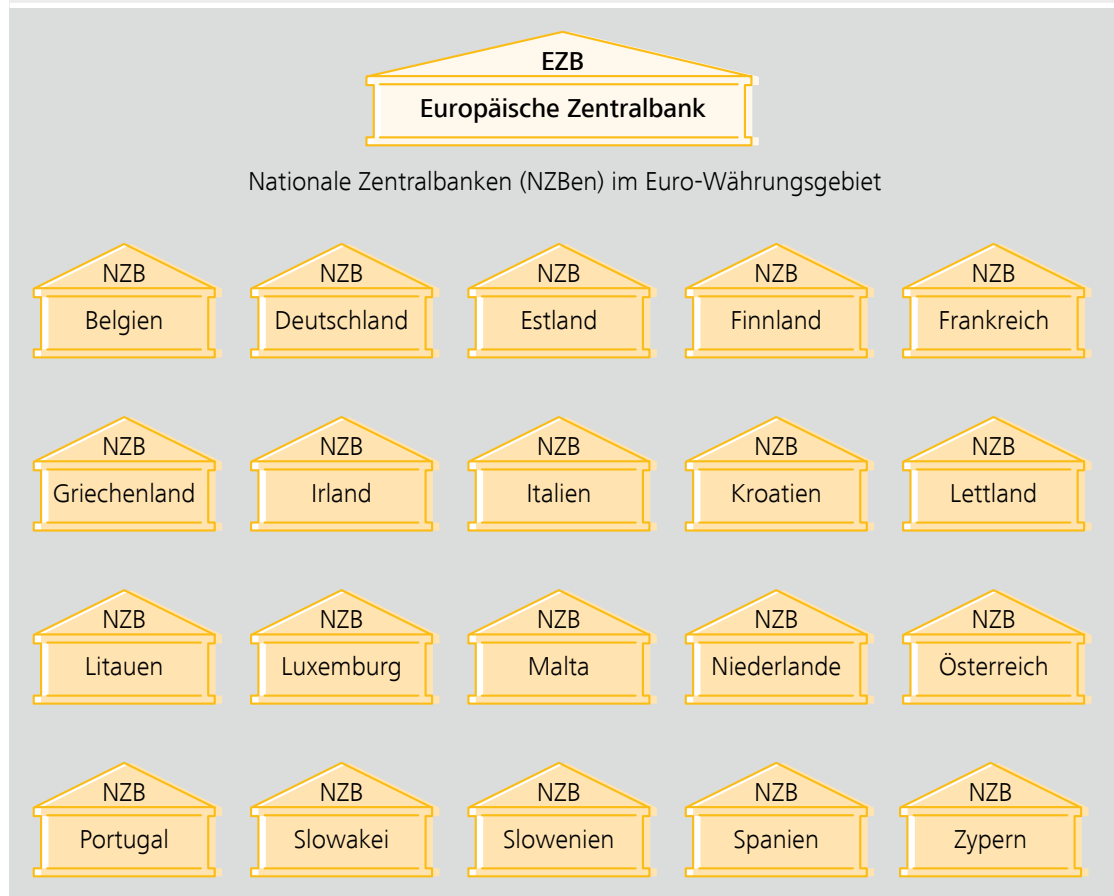 EZB
Europäische Zentralbank
Nationale Zentralbanken (NZBen) im Euro-Währungsgebiet
NZB
Belgien
NZB
Deutschland
NZB
Estland
NZB
Finnland
NZB
Frankreich
NZB
Griechenland
NZB
Irland
NZB
Italien
NZB
Kroatien
NZB
Lettland
NZB
Litauen
NZB
Luxemburg
NZB
Malta
NZB
Niederlande
NZB
Österreich
NZB
Portugal
NZB
Slowakei
NZB
Slowenien
NZB
Spanien
NZB
Zypern